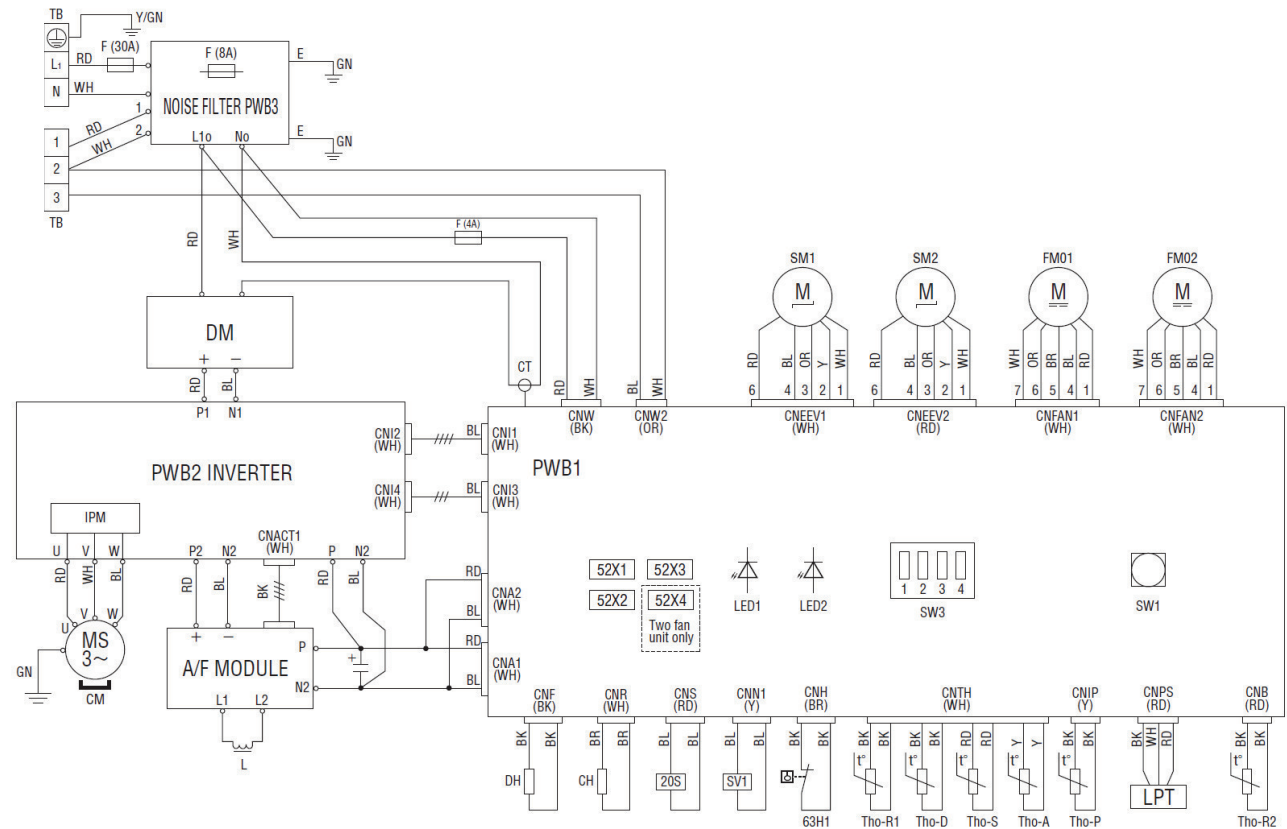 TB
Y/GN
L1
RD
F (30A)
N
WH
F (8A)
NOISE FILTER PWB3
E
GN
E
GN
1
2
L1o
No
RD
WH
1
2
3
TB
RD
WH
F (4A)
DM
+
−
RD
BL
P1
N1
CT
RD
WH
BL
WH
SM1
M
RD
BL
OR
Y
WH
6
4
3
2
1
SM2
M
RD
BL
OR
Y
WH
6
4
3
2
1
FM01
M
WH
OR
BR
BL
RD
7
6
5
4
1
FM02
M
WH
OR
BR
BL
RD
7
6
5
4
1
CNW
(BK)
CNW2
(OR)
CNEEV1
(WH)
CNEEV2
(RD)
CNFAN1
(WH)
CNFAN2
(WH)
PWB2 INVERTER
CNI2
(WH)
BL
CNI1
(WH)
CNI4
(WH)
BL
CNI3
(WH)
PWB1
IPM
U
V
W
P2
N2
CNACT1
(WH)
P
N2
RD
WH
BL
RD
BL
BK
RD
BL
U
V
W
MS
3~
CM
GN
+
−
A/F MODULE
P
N2
L1
L2
L
+
RD
CNA2
(WH)
BL
RD
CNA1
(WH)
BL
52X1
52X3
52X2
52X4
Two fan
unit only
LED1
LED2
1
2
3
4
SW3
SW1
CNF
(BK)
CNR
(WH)
CNS
(RD)
CNN1
(Y)
CNH
(BR)
CNTH
(WH)
CNIP
(Y)
CNPS
(RD)
CNB
(RD)
BK
BK
BR
BR
BL
BL
BL
BL
BK
BK
BK
BK
BK
BK
RD
RD
Y
Y
BK
BK
BK
WH
RD
BK
BK
DH
CH
20S
SV1
63H1
t°
Tho-R1
t°
Tho-D
t°
Tho-S
t°
Tho-A
t°
Tho-P
LPT
t°
Tho-R2